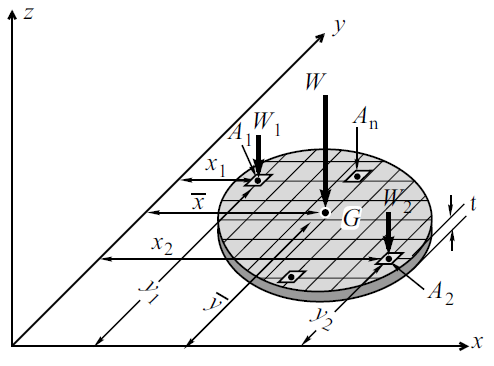 z
y
W
W₁
A₁
Aₙ
x₁
x̄
W₂
G
t
x₂
y₁
ȳ
y₂
A₂
x